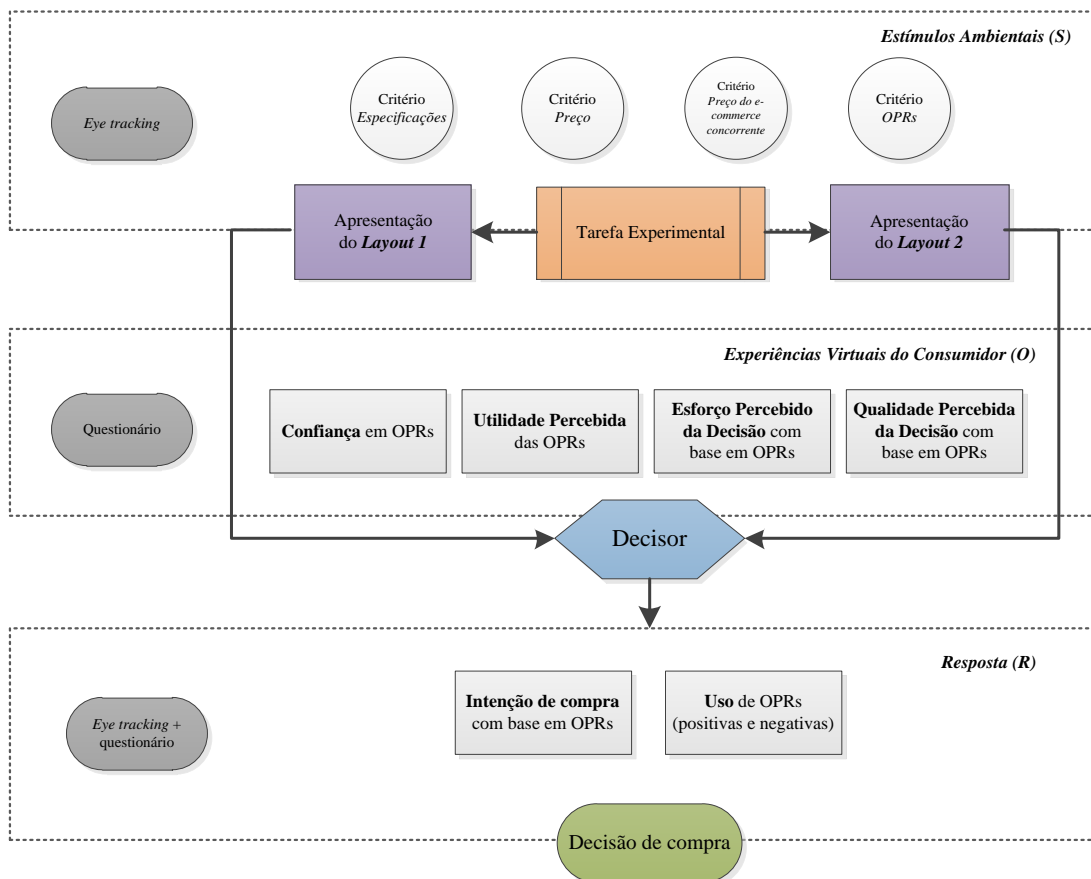 Estímulos Ambientais (S)
Eye tracking
Critério
Especificações
Critério
Preço
Critério
Preço do e-
commerce
concorrente
Critério
OPRs
Apresentação
do Layout 1
Tarefa Experimental
Apresentação
do Layout 2
Experiências Virtuais do Consumidor (O)
Questionário
Confiança em OPRs
Utilidade Percebida
das OPRs
Esforço Percebido
da Decisão com
base em OPRs
Qualidade Percebida
da Decisão com
base em OPRs
Decisor
Resposta (R)
Eye tracking +
questionário
Intenção de compra
com base em OPRs
Uso de OPRs
(positivas e negativas)
Decisão de compra